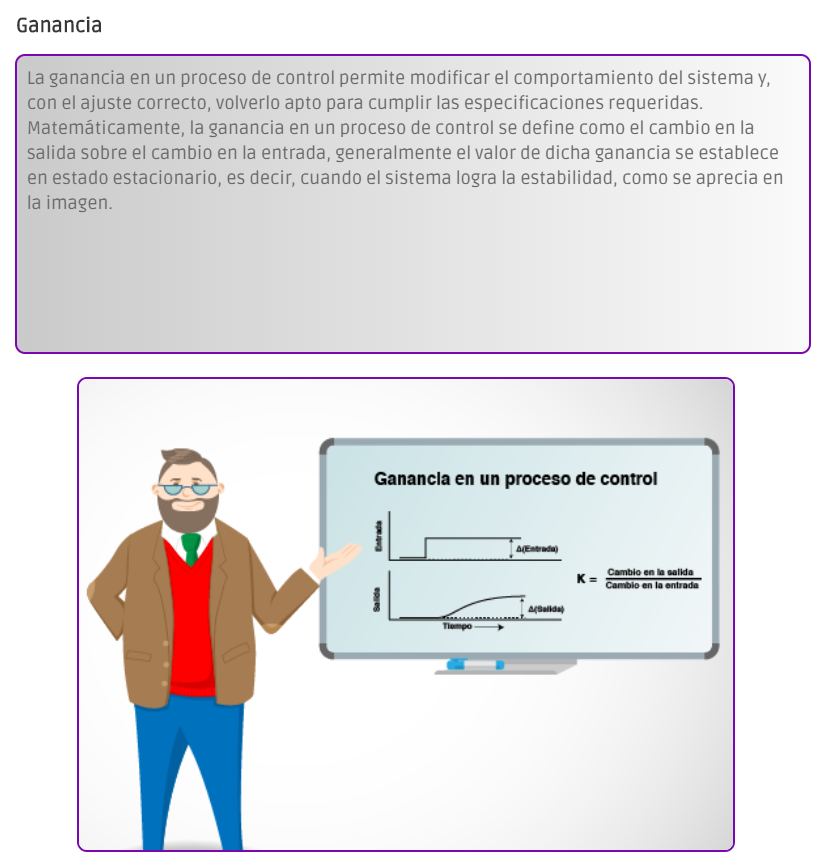 Ganancia
La ganancia en un proceso de control permite modificar el comportamiento del sistema y,
con el ajuste correcto, volverlo apto para cumplir las especificaciones requeridas.
Matemáticamente, la ganancia en un proceso de control se define como el cambio en la
salida sobre el cambio en la entrada, generalmente el valor de dicha ganancia se establece
en estado estacionario, es decir, cuando el sistema logra la estabilidad, como se aprecia en
la imagen.
Ganancia en un proceso de control
Entrada
Δ(Entrada)
Salida
Δ(Salida)
Tiempo
K = Cambio en la salida
Cambio en la entrada